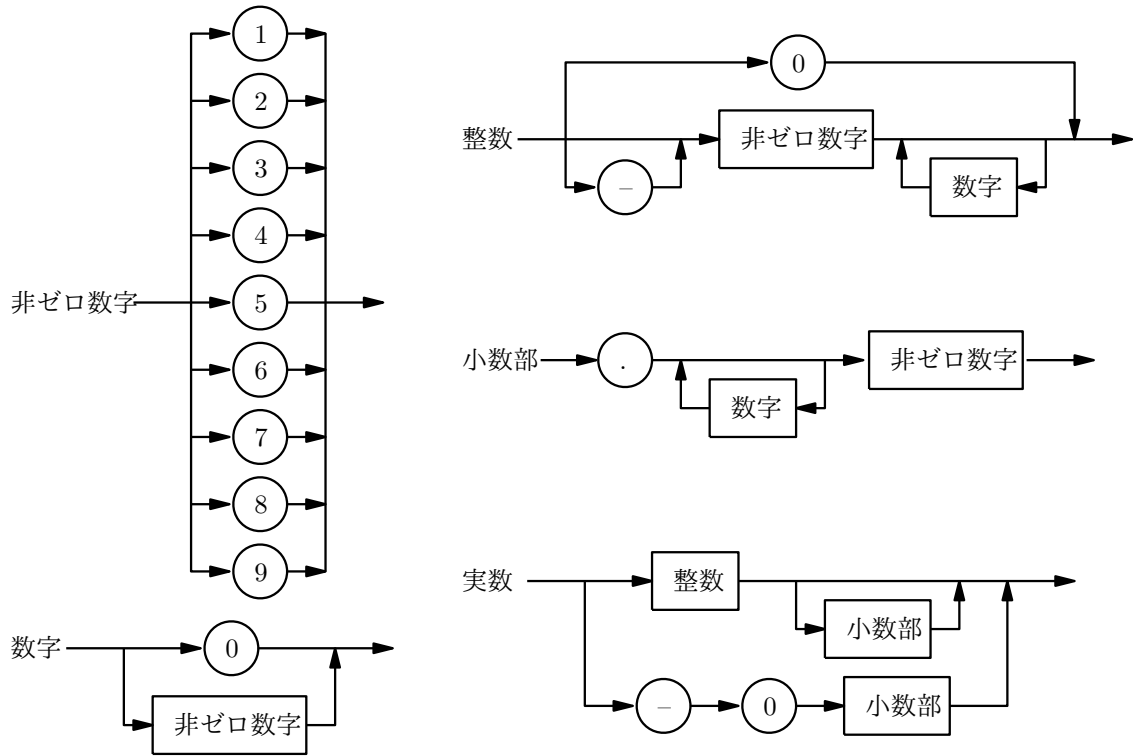 1
2
3
4
非ゼロ数字 5
6
7
8
9
数字 0
非ゼロ数字
0
整数 非ゼロ数字
– 数字
小数部 . 非ゼロ数字
数字
実数 整数
小数部
– 0 小数部